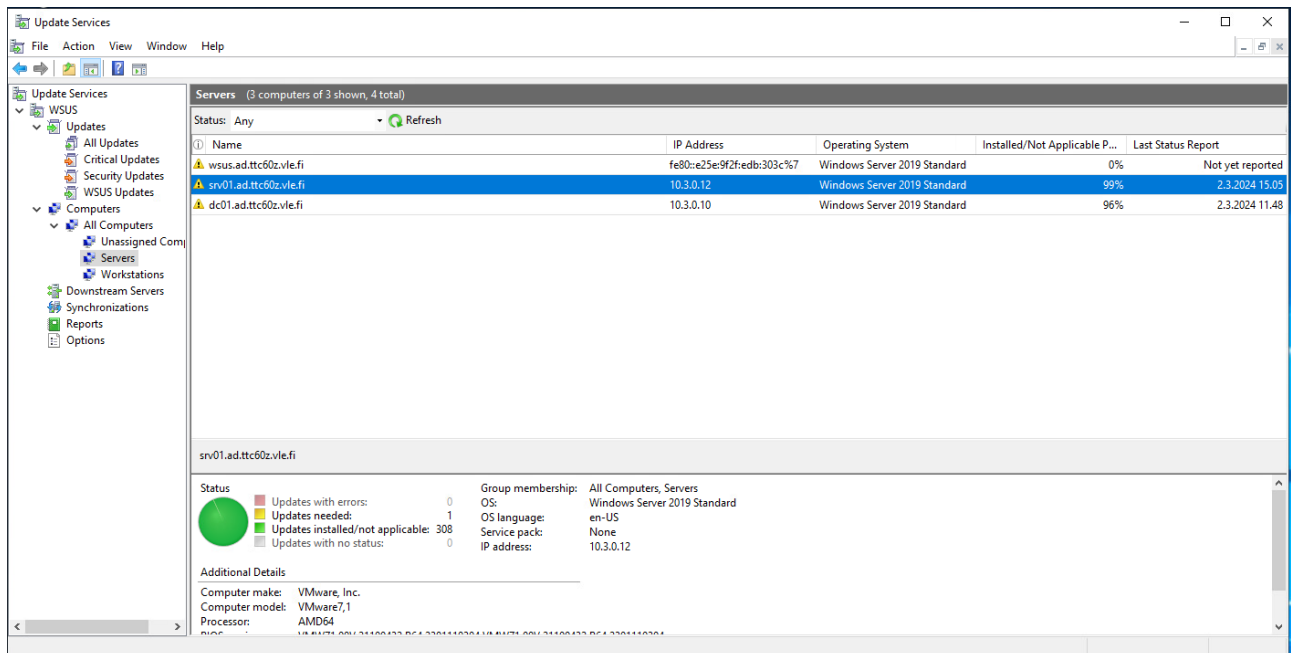 Update Services
File Action View Window Help
Update Services
WSUS
Updates
All Updates
Critical Updates
Security Updates
WSUS Updates
Computers
All Computers
Unassigned Com
Servers
Workstations
Downstream Servers
Synchronizations
Reports
Options
Servers (3 computers of 3 shown, 4 total)
Status: Any Refresh
Name IP Address Operating System Installed/Not Applicable P... Last Status Report
wsus.ad.ttc60z.vle.fi fe80::e25e:9f2f:edb:303c%7 Windows Server 2019 Standard 0% Not yet reported
srv01.ad.ttc60z.vle.fi 10.3.0.12 Windows Server 2019 Standard 99% 2.3.2024 15.05
dc01.ad.ttc60z.vle.fi 10.3.0.10 Windows Server 2019 Standard 96% 2.3.2024 11.48
srv01.ad.ttc60z.vle.fi
Status
Updates with errors: 0
Updates needed: 1
Updates installed/not applicable: 308
Updates with no status: 0
Group membership: All Computers, Servers
OS: Windows Server 2019 Standard
OS language: en-US
Service pack: None
IP address: 10.3.0.12
Additional Details
Computer make: VMware, Inc.
Computer model: VMware7,1
Processor: AMD64